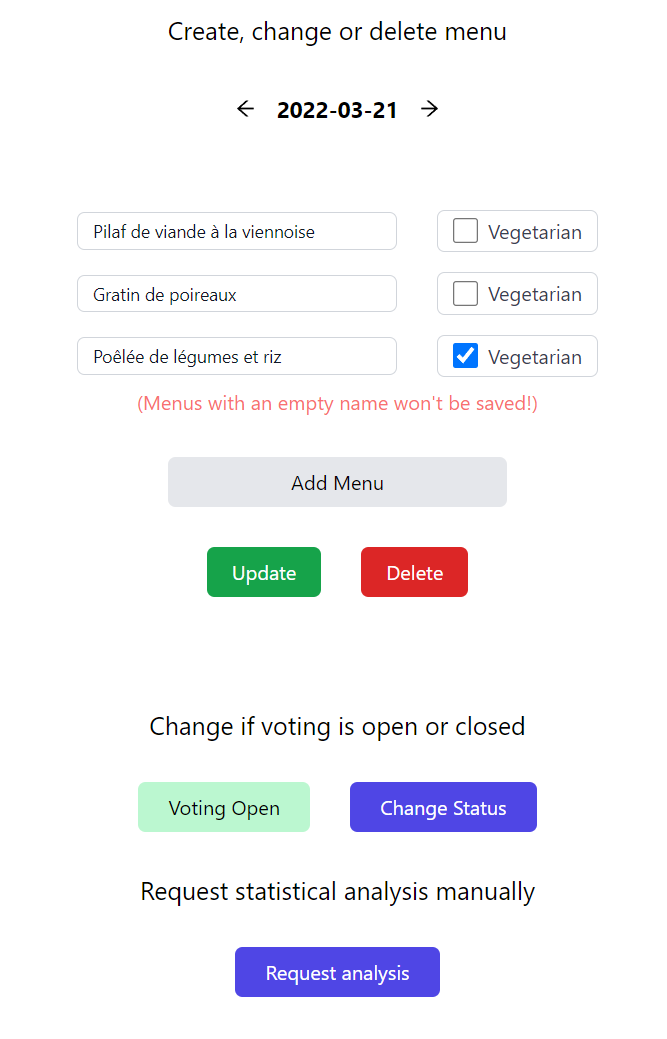 Create, change or delete menu
2022-03-21
Pilaf de viande à la viennoise Vegetarian
Gratin de poireaux Vegetarian
Poêlée de légumes et riz Vegetarian
(Menus with an empty name won't be saved!)
Add Menu
Update Delete
Change if voting is open or closed
Voting Open Change Status
Request statistical analysis manually
Request analysis